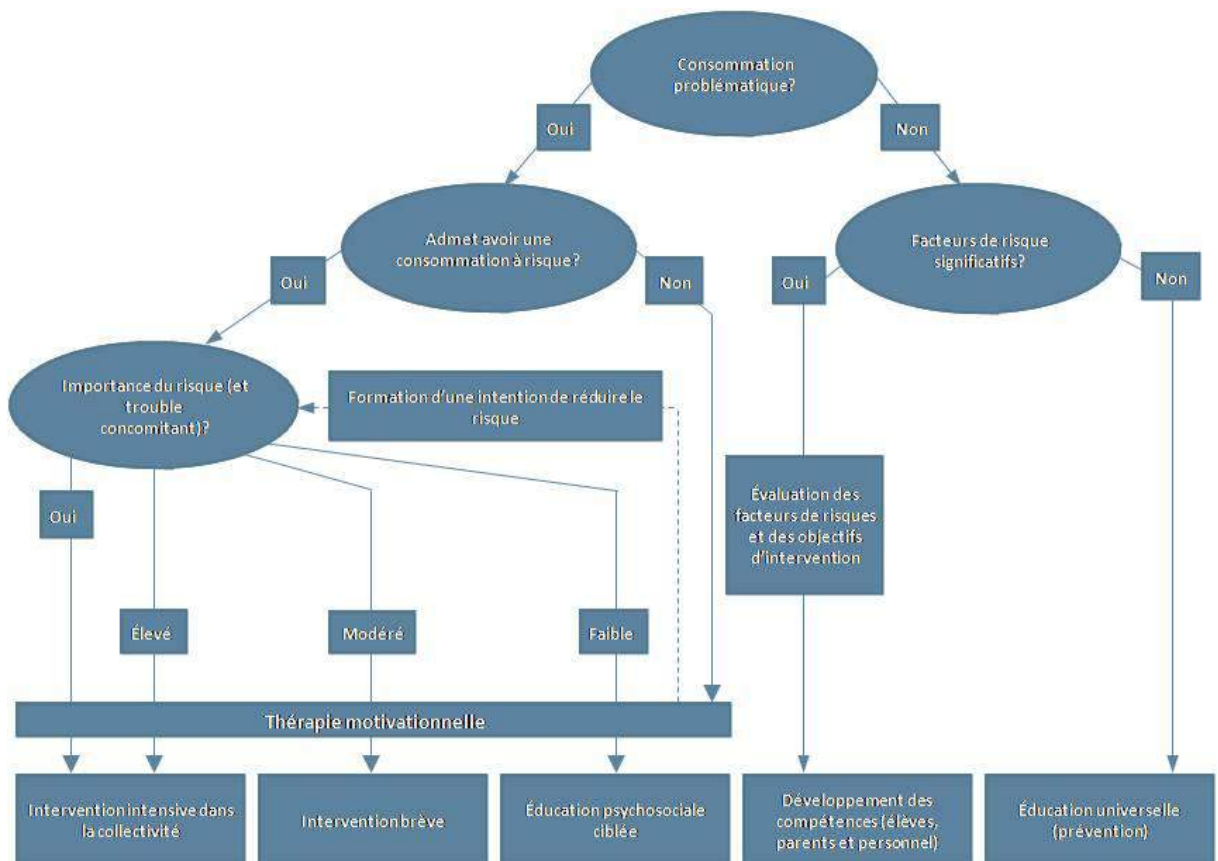 Consommation
problématique?
Oui
Non
Admet avoir une
consommation à risque?
Facteurs de risque
significatifs?
Oui
Non
Oui
Non
Importance du risque (et
trouble
concomitant)?
Formation d'une intention de réduire le
risque
Oui
Évaluation des
facteurs de risques
et des objectifs
d'intervention
Élevé
Modéré
Faible
Thérapie motivationnelle
Intervention intensive dans
la collectivité
Intervention brève
Éducation psychosociale
ciblée
Développement des
compétences (élèves,
parents et personnel)
Éducation universelle
(prévention)